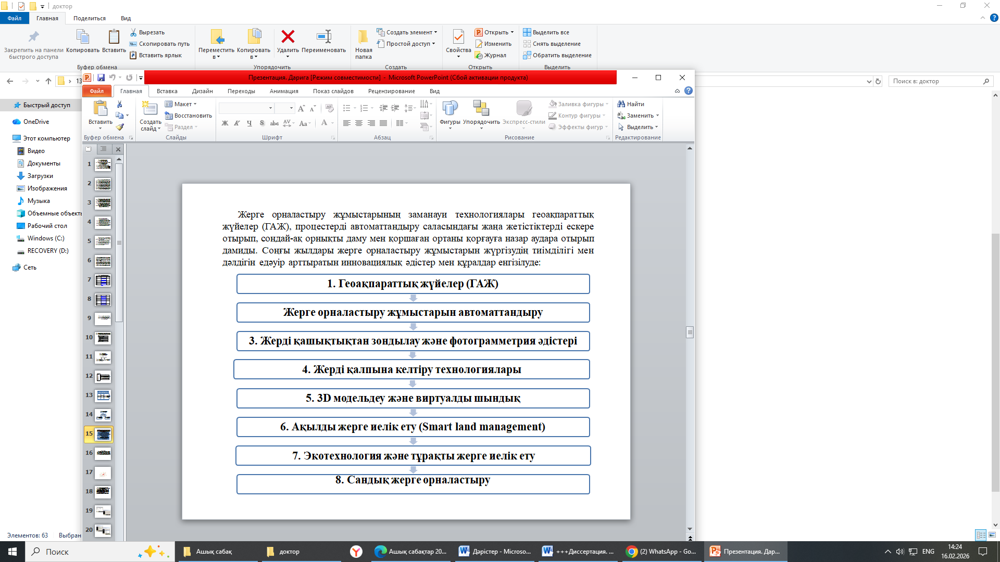 доктор
Файл
Главная
Поделиться
Вид
Закрепить на панели
быстрого доступа
Копировать
Вставить
Вырезать
Скопировать путь
Вставить ярлык
Буфер обмена
Переместить
в
Копировать
в
Удалить
Переименовать
Упорядочить
Новая
папка
Создать элемент
Простой доступ
Создать
Свойства
Открыть
Изменить
Журнал
Открыть
Выделить все
Снять выделение
Обратить выделение
Выделить
13
Поиск в: доктор
Быстрый доступ
OneDrive
Этот компьютер
Видео
Документы
Загрузки
Изображения
Музыка
Объемные объекты
Рабочий стол
Windows (C:)
RECOVERY (D:)
Сеть
Элементов: 63
Выбран
Презентация. Дарига [Режим совместимости] - Microsoft PowerPoint (Сбой активации продукта)
Файл
Главная
Вставка
Дизайн
Переходы
Анимация
Показ слайдов
Рецензирование
Вид
Вставить
Буфер обмена
Создать
слайд
Макет
Восстановить
Раздел
Слайды
Шрифт
Абзац
Фигуры
Упорядочить
Экспресс-стили
Заливка фигуры
Контур фигуры
Эффекты фигур
Рисование
Найти
Заменить
Выделить
Редактирование
1
2
3
4
5
6
7
8
9
10
11
12
13
14
15
16
17
18
19
20
Жерге орналастыру жұмыстарының заманауи технологиялары геоақпараттық
жүйелер (ГАЖ), процестерді автоматтандыру саласындағы жаңа жетістіктерді ескере
отырып, сондай-ақ орнықты даму мен қоршаған ортаны қорғауға назар аудара отырып
дамиды. Соңғы жылдары жерге орналастыру жұмыстарын жүргізудің тиімділігі мен
дәлдігін едәуір арттыратын инновациялық әдістер мен құралдар енгізілуде:
1. Геоақпараттық жүйелер (ГАЖ)
Жерге орналастыру жұмыстарын автоматтандыру
3. Жерді қашықтықтан зондылау және фотограмметрия әдістері
4. Жерді қалпына келтіру технологиялары
5. 3D модельдеу және виртуалды шындық
6. Ақылды жерге иелік ету (Smart land management)
7. Экотехнология және тұрақты жерге иелік ету
8. Сандық жерге орналастыру
Поиск
Ашық сабақ
доктор
Ашық сабақтар 20...
Дәрістер - Microso...
+++Диссертация. ...
(2) WhatsApp - Go...
Презентация. Дар...
ENG
14:24
16.02.2026